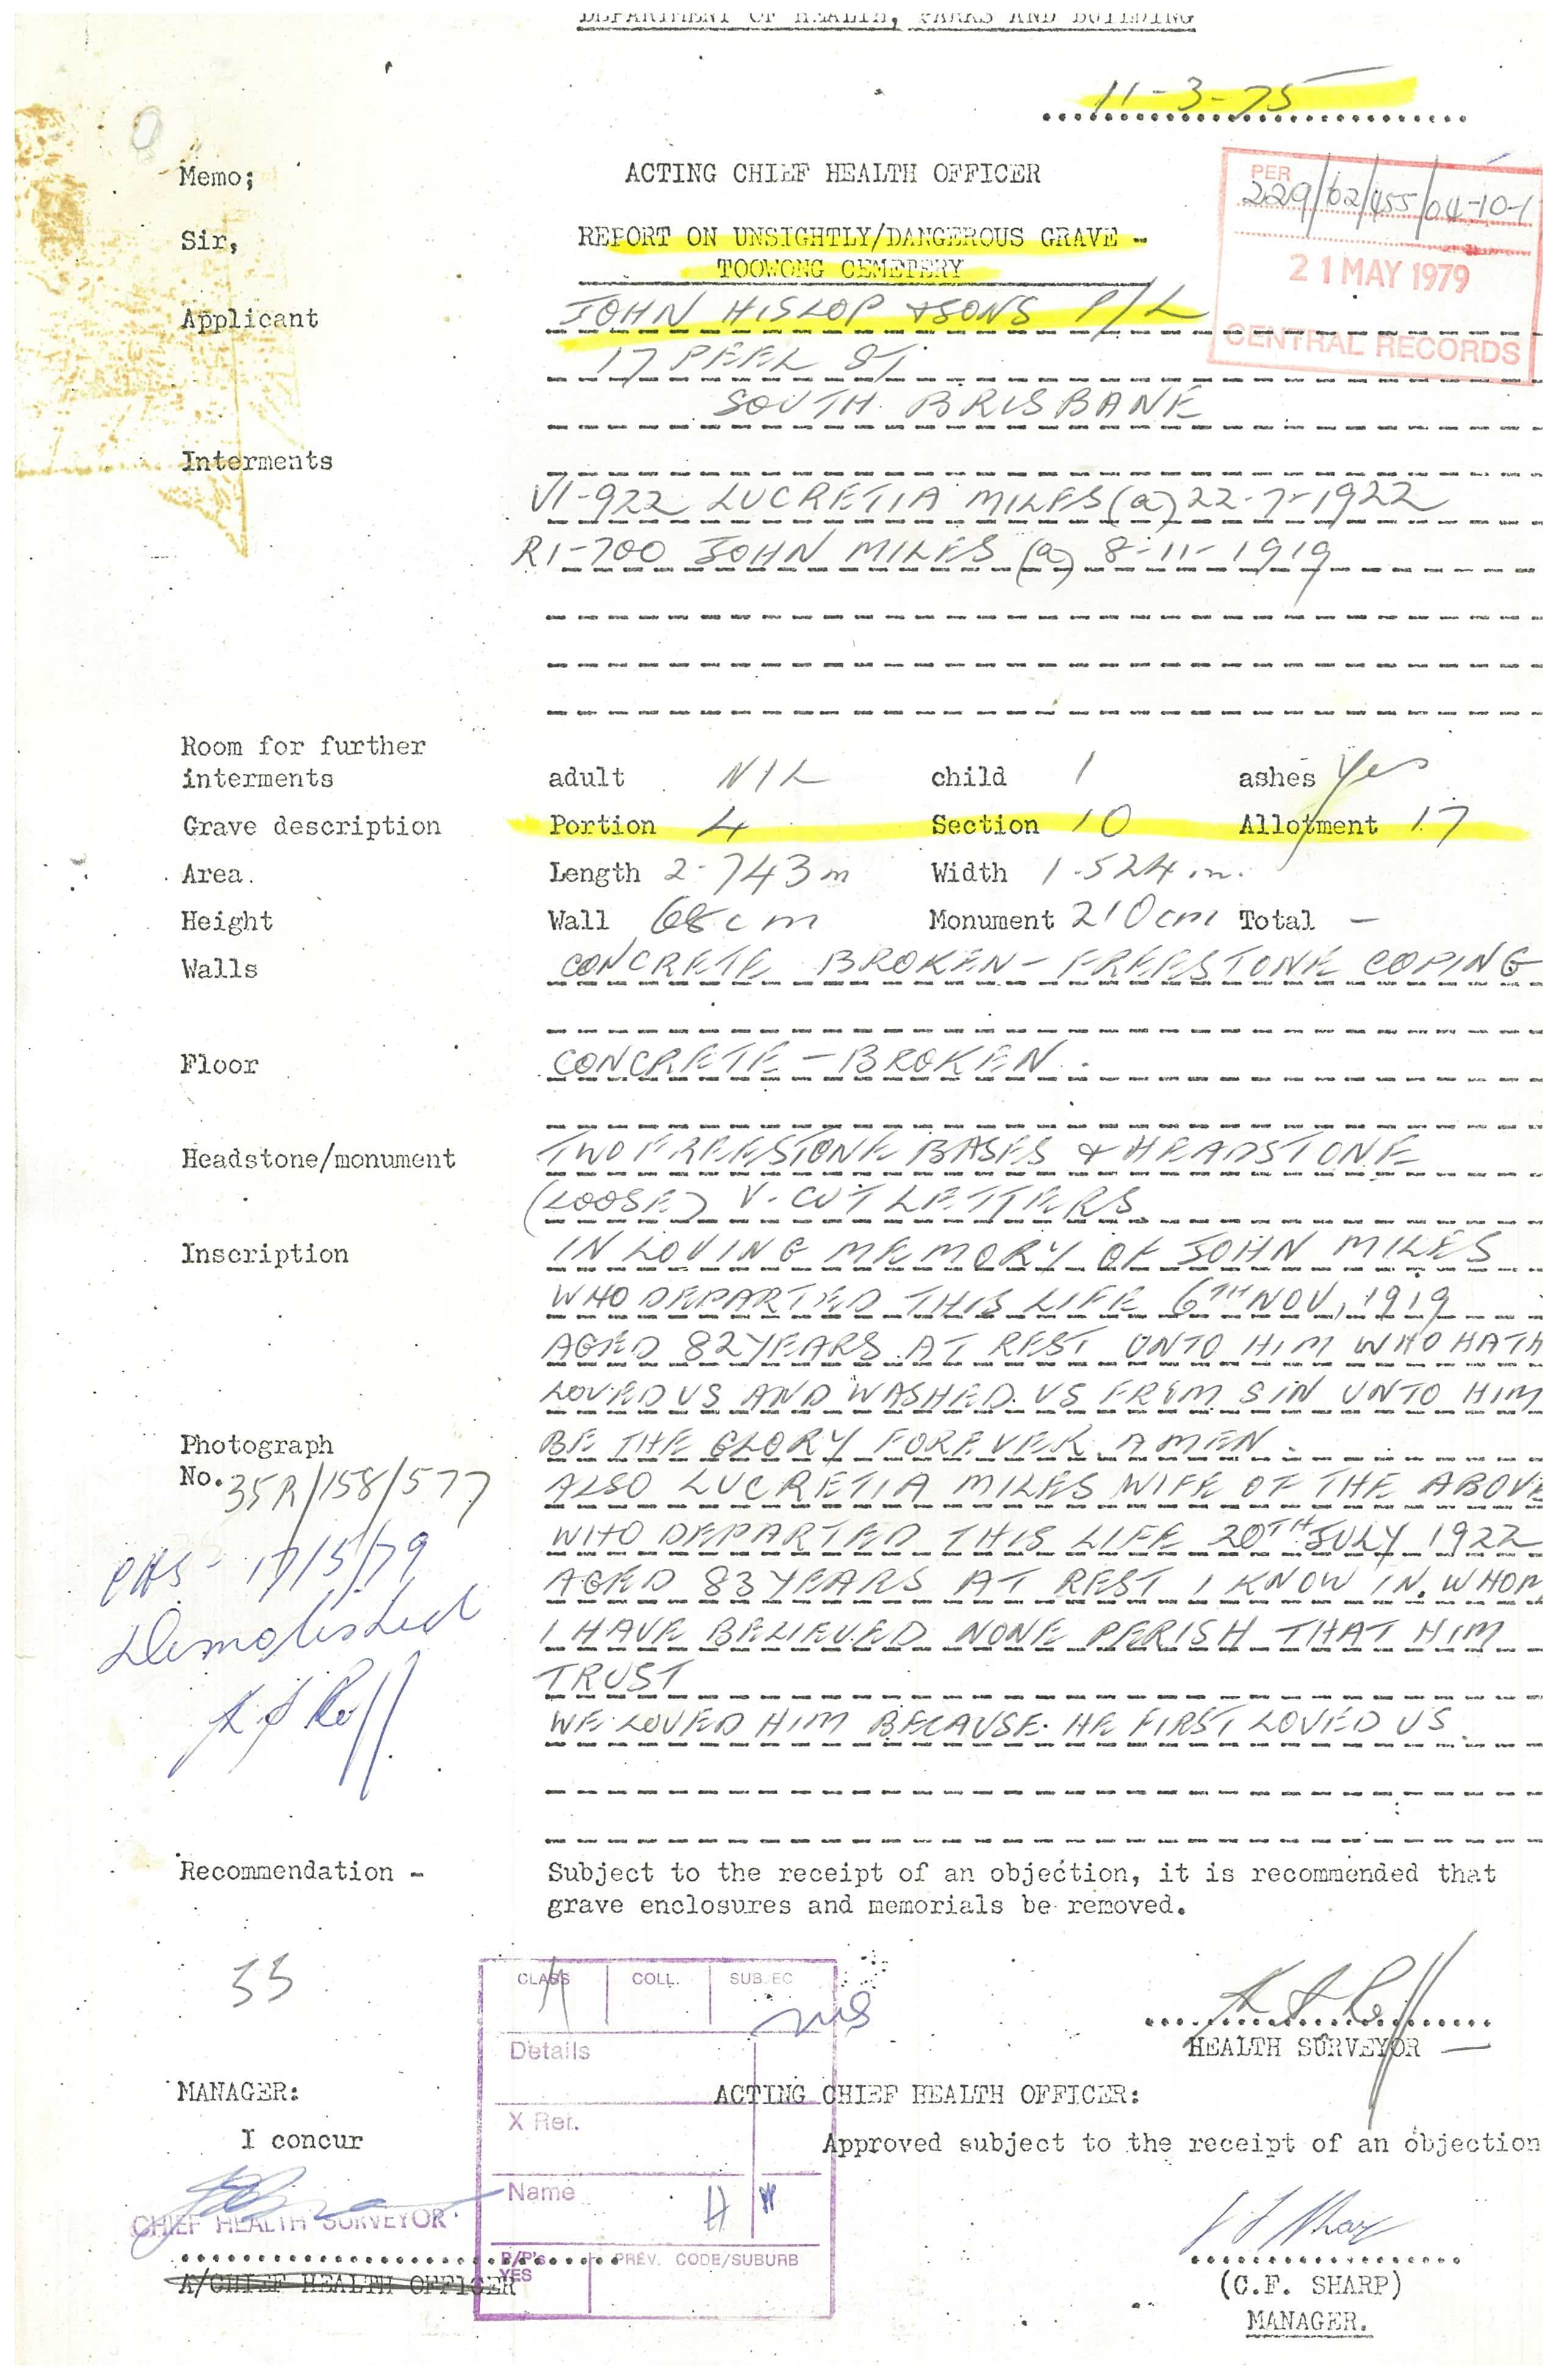 DEPARTMENT OF HEALTH, PARKS AND BUILDING
11-3-75
Memo;
ACTING CHIEF HEALTH OFFICER
PER
229/02/455/04-10-1
21 MAY 1979
CENTRAL RECORDS
Sir,
REPORT ON UNSIGHTLY/DANGEROUS GRAVE -
TOOWONG CEMETERY
Applicant JOHN HISLOP & SONS P/L
17 PEEL ST
SOUTH BRISBANE
Interments
V1-922 LUCRETIA MILES (a) 22-7-1922
R1-700 JOHN MILES (a) 8-11-1919
Room for further
interments adult NIL child 1 ashes Yes
Grave description Portion 4 Section 10 Allotment 17
Area. Length 2.743m Width 1.524 m.
Height Wall 68cm Monument 210cm Total -
Walls CONCRETE BROKEN - FREESTONE COPING
Floor CONCRETE - BROKEN.
Headstone/monument TWO FREESTONE BASES & HEADSTONE
(LOOSE) V. CUT LETTERS.
Inscription IN LOVING MEMORY OF JOHN MILES
WHO DEPARTED THIS LIFE 6TH NOV, 1919
AGED 82 YEARS AT REST UNTO HIM WHO HATH
LOVED US AND WASHED US FROM SIN UNTO HIM
BE THE GLORY FOREVER AMEN.
ALSO LUCRETIA MILES WIFE OF THE ABOVE
WHO DEPARTED THIS LIFE 20TH JULY 1922
AGED 83 YEARS AT REST I KNOW IN WHOM
I HAVE BELIEVED NONE PERISH THAT HIM
TRUST
WE LOVED HIM BECAUSE HE FIRST LOVED US
Photograph
No. 35R/158/577
17/5/79
Demolished
Recommendation - Subject to the receipt of an objection, it is recommended that
grave enclosures and memorials be removed.
33
CLASS COLL. SUBJEC
A
Details
X Ref.
Name H
R/P's PREV. CODE/SUBURB
YES
HEALTH SURVEYOR
MANAGER:
I concur
CHIEF HEALTH SURVEYOR
A/CHIEF HEALTH OFFICER
ACTING CHIEF HEALTH OFFICER:
Approved subject to the receipt of an objection
(C.F. SHARP)
MANAGER.